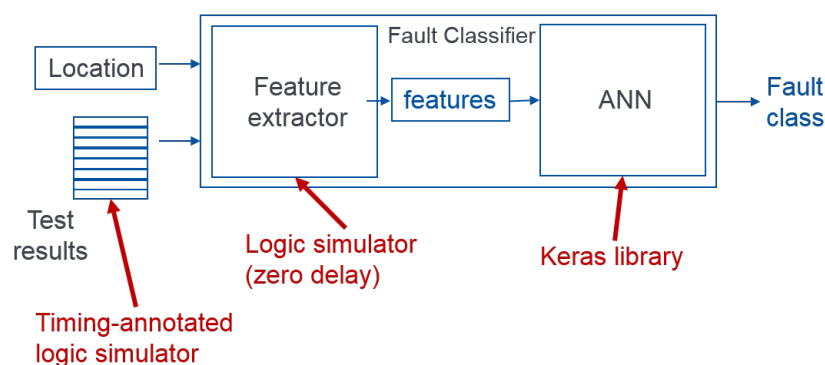 Fault Classifier
Location
Feature
extractor
features
ANN
Fault
class
Test
results
Logic simulator
(zero delay)
Keras library
Timing-annotated
logic simulator